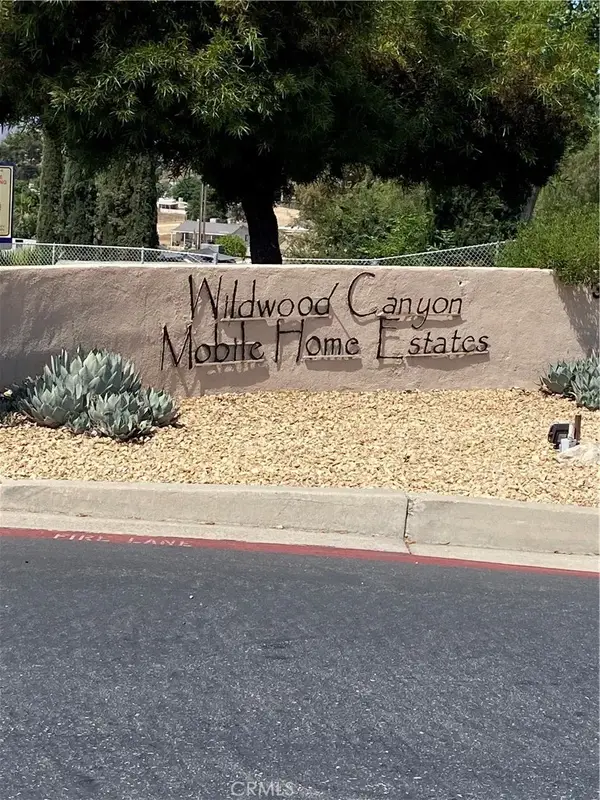 Wildwood Canyon
Mobile Home Estates
FIRE LANE
CRMLS